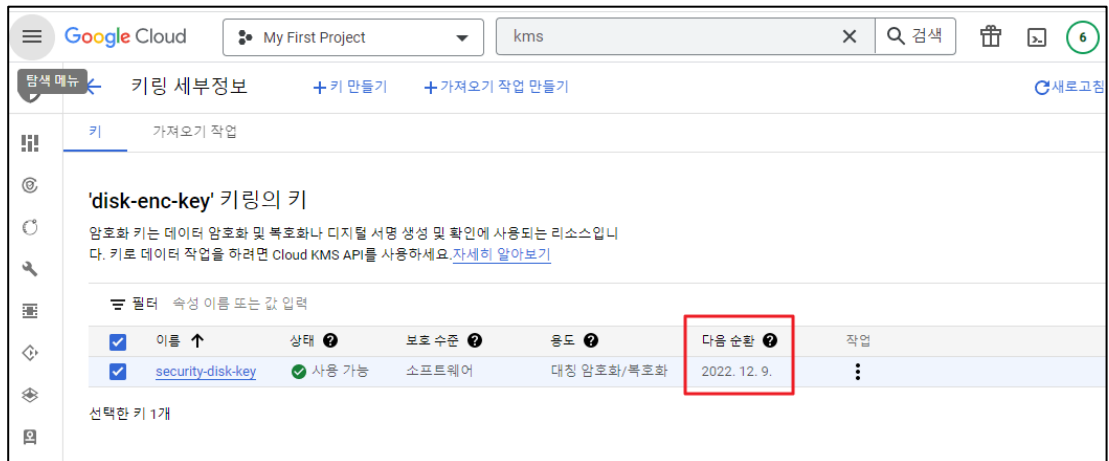 Google Cloud My First Project kms 검색 6
탐색 메뉴 키링 세부정보 +키 만들기 +가져오기 작업 만들기 새로고침
키 가져오기 작업
'disk-enc-key' 키링의 키
암호화 키는 데이터 암호화 및 복호화나 디지털 서명 생성 및 확인에 사용되는 리소스입니
다. 키로 데이터 작업을 하려면 Cloud KMS API를 사용하세요.자세히 알아보기
필터 속성 이름 또는 값 입력
이름 상태 보호 수준 용도 다음 순환 작업
security-disk-key 사용 가능 소프트웨어 대칭 암호화/복호화 2022. 12. 9.
선택한 키 1개